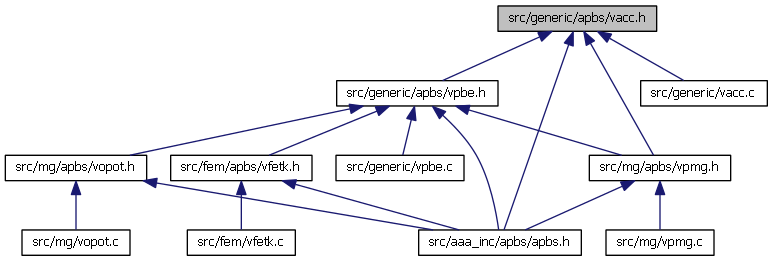 src/generic/apbs/vacc.h
src/generic/apbs/vpbe.h
src/generic/vacc.c
src/mg/apbs/vopot.h
src/fem/apbs/vfetk.h
src/generic/vpbe.c
src/mg/apbs/vpmg.h
src/mg/vopot.c
src/fem/vfetk.c
src/aaa_inc/apbs/apbs.h
src/mg/vpmg.c